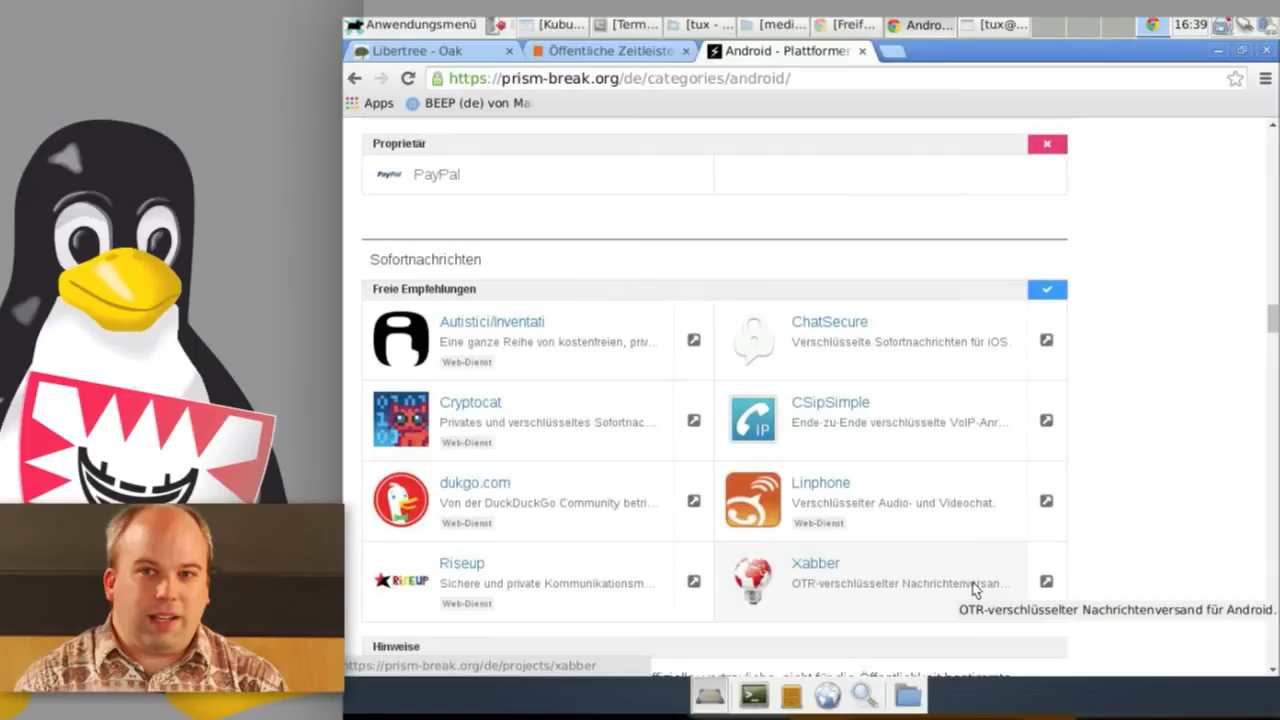 Anwendungsmenü
[Kubu...
[Term...
[tux - ...
[medi...
[Freif...
Andro...
[tux@...
16:39
Libertree - Oak
Öffentliche Zeitleiste
Android - Plattformer
https://prism-break.org/de/categories/android/
Apps
BEEP (de) von Ma
Proprietär
PayPal PayPal
Sofortnachrichten
Freie Empfehlungen
Autistici/Inventati
Eine ganze Reihe von kostenfreien, priv...
Web-Dienst
ChatSecure
Verschlüsselte Sofortnachrichten für iOS.
Cryptocat
Privates und verschlüsseltes Sofortnac...
Web-Dienst
CSipSimple
Ende-zu-Ende verschlüsselte VoIP-Anr...
IP
dukgo.com
Von der DuckDuckGo Community betri...
Web-Dienst
Linphone
Verschlüsselter Audio- und Videochat.
Web-Dienst
RISEUP
Riseup
Sichere und private Kommunikationsm...
Web-Dienst
Xabber
OTR-verschlüsselter Nachrichtenversan...
OTR-verschlüsselter Nachrichtenversand für Android.
Hinweise
https://prism-break.org/de/projects/xabber